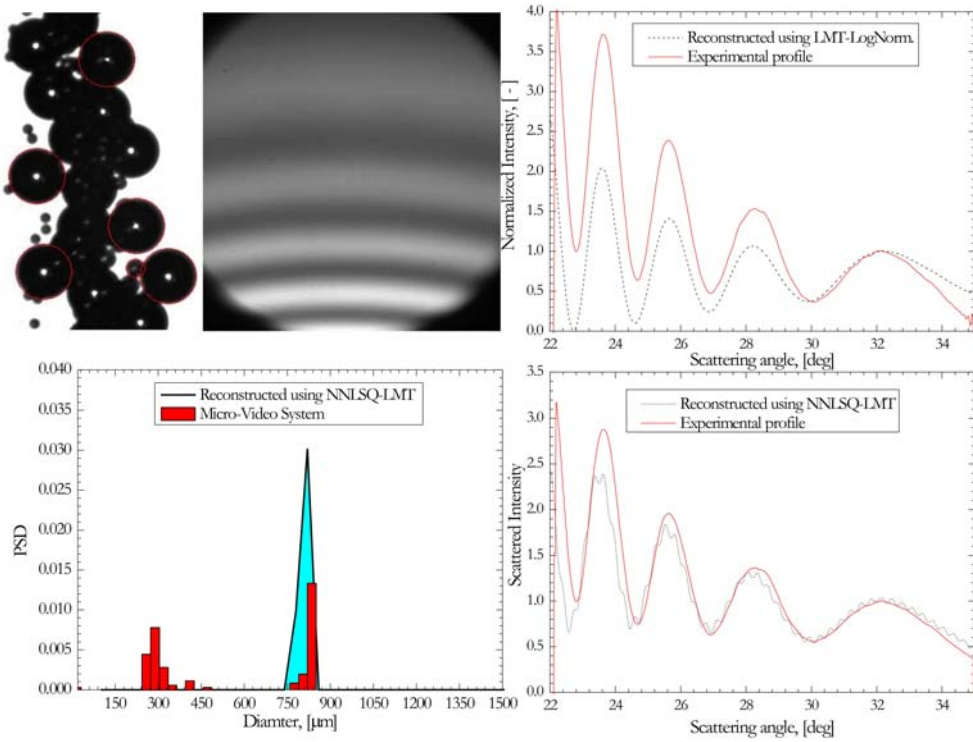 4.0
3.5
3.0
2.5
2.0
1.5
1.0
0.5
0.0
Normalized Intensity, [ - ]
Reconstructed using LMT-LogNorm.
Experimental profile
22 24 26 28 30 32 34
Scattering angle, [deg]
0.040
0.035
0.030
0.025
0.020
0.015
0.010
0.005
0.000
PSD
Reconstructed using NNLSQ-LMT
Micro-Video System
150 300 450 600 750 900 1050 1200 1350 1500
Diamter, [µm]
3.5
3.0
2.5
2.0
1.5
1.0
0.5
0.0
Scattered Intensity
Reconstructed using NNLSQ-LMT
Experimental profile
22 24 26 28 30 32 34
Scattering angle, [deg]